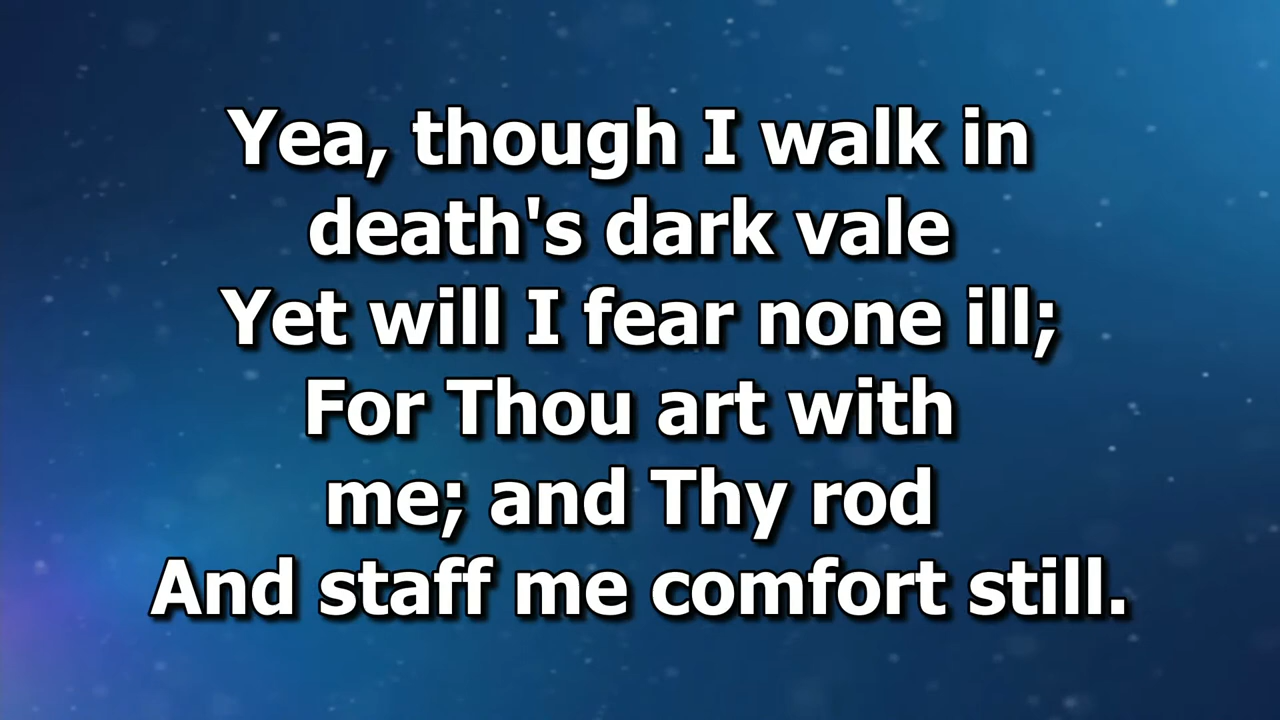 Yea, though I walk in
death's dark vale
Yet will I fear none ill;
For Thou art with
me; and Thy rod
And staff me comfort still.